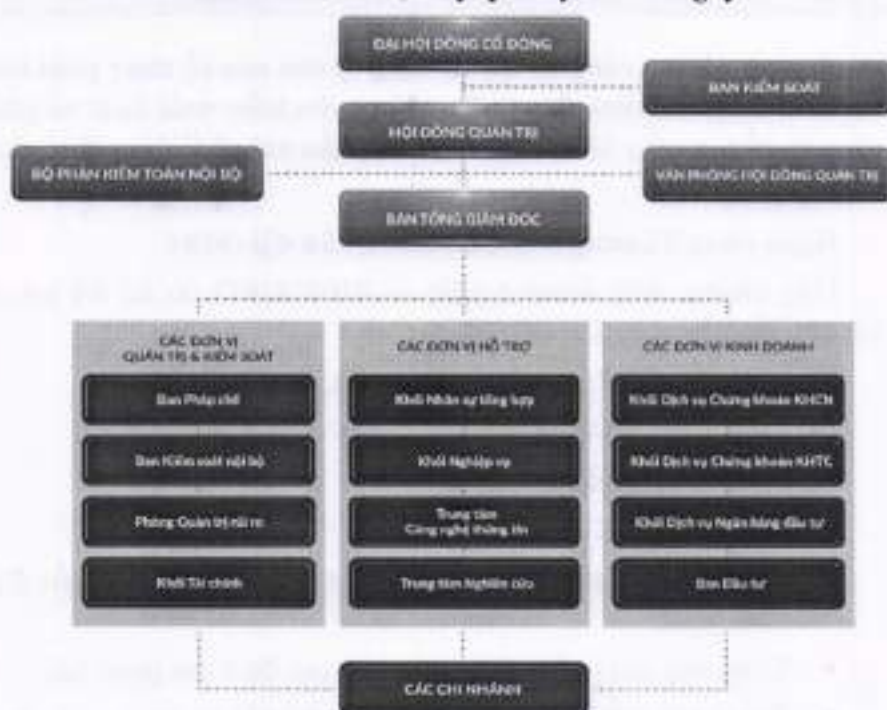 ĐẠI HỘI ĐỒNG CỔ ĐÔNG
BAN KIỂM SOÁT
HỘI ĐỒNG QUẢN TRỊ
BỘ PHẬN KIỂM TOÁN NỘI BỘ
VĂN PHÒNG HỘI ĐỒNG QUẢN TRỊ
BAN TỔNG GIÁM ĐỐC
CÁC ĐƠN VỊ
QUẢN TRỊ & KIỂM SOÁT
Ban Pháp chế
Ban Kiểm soát nội bộ
Phòng Quản trị rủi ro
Khối Tài chính
CÁC ĐƠN VỊ HỖ TRỢ
Khối Nhân sự tổng hợp
Khối Nghiệp vụ
Trung tâm
Công nghệ thông tin
Trung tâm Nghiên cứu
CÁC ĐƠN VỊ KINH DOANH
Khối Dịch vụ Chứng khoán KHCN
Khối Dịch vụ Chứng khoán KHTC
Khối Dịch vụ Ngân hàng đầu tư
Ban Đầu tư
CÁC CHI NHÁNH